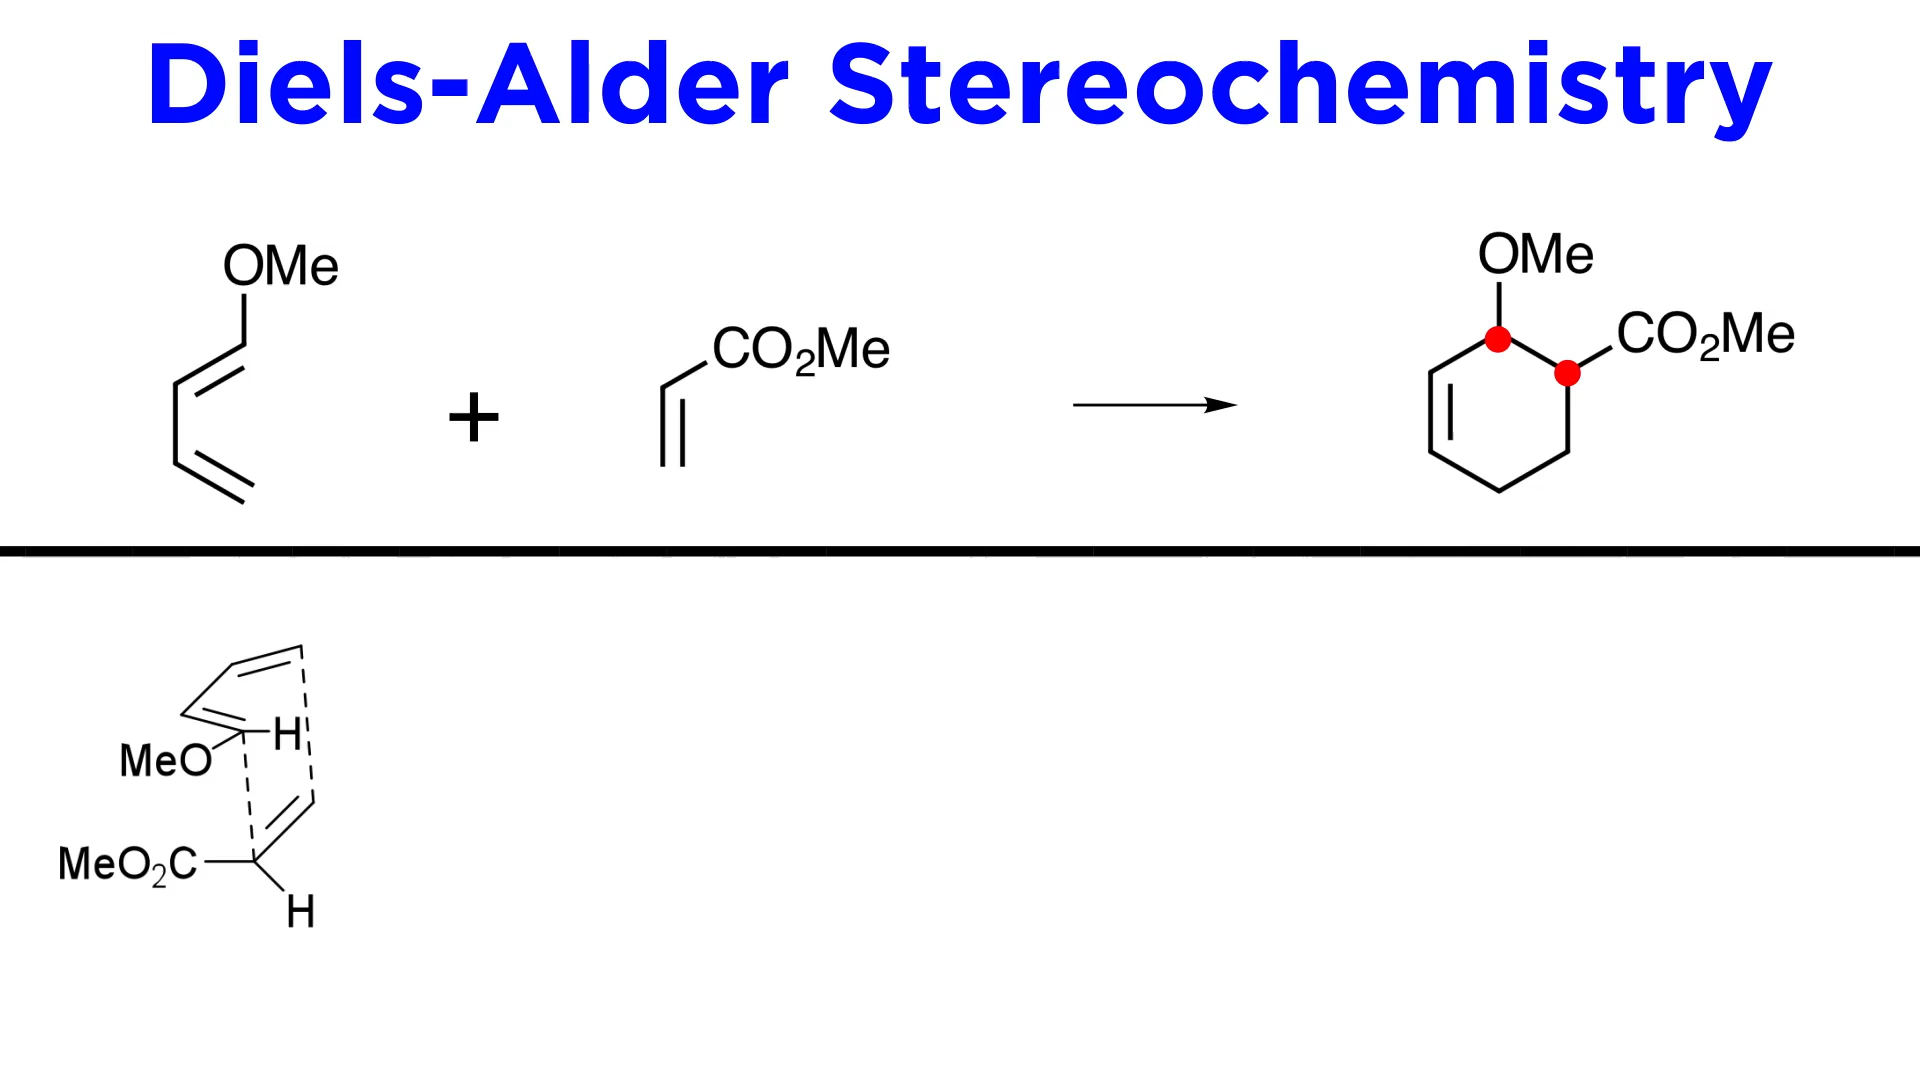 Diels-Alder Stereochemistry
OMe
CO₂Me
+
OMe
CO₂Me
H
MeO
MeO₂C
H